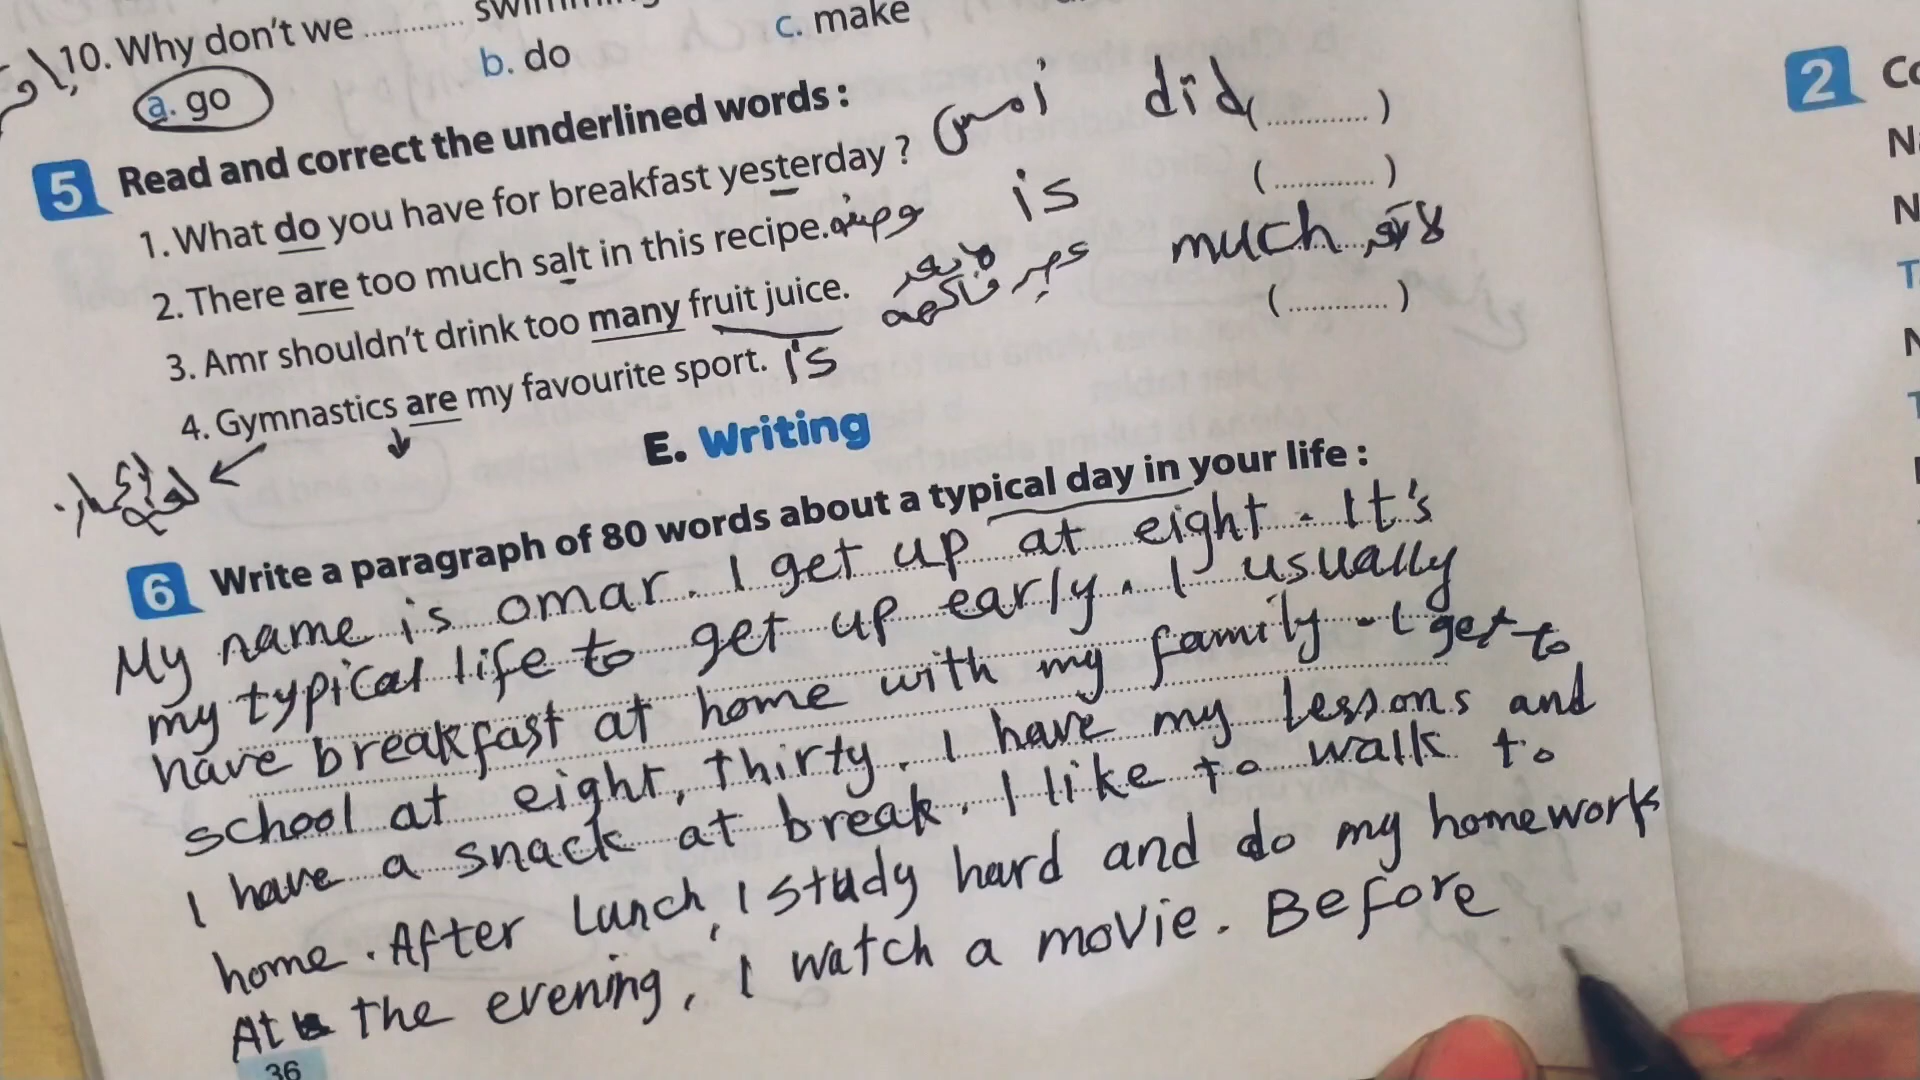 10. Why don't we ............
a. go
b. do
c. make
5 Read and correct the underlined words :
1. What do you have for breakfast yesterday ? امس did (............)
2. There are too much salt in this recipe. وصفه is (............)
3. Amr shouldn't drink too many fruit juice. عصير فاكهه much
4. Gymnastics are my favourite sport. is (............)
E. Writing
6 Write a paragraph of 80 words about a typical day in your life :
My name is omar. I get up at eight. It's
my typical life to get up early. I usually
have breakfast at home with my family - I get to
school at eight, thirty. I have my lessons and
I have a snack at break. I like to walk to
home. After lunch, I study hard and do my homework
At the evening, I watch a movie. Before
36
2